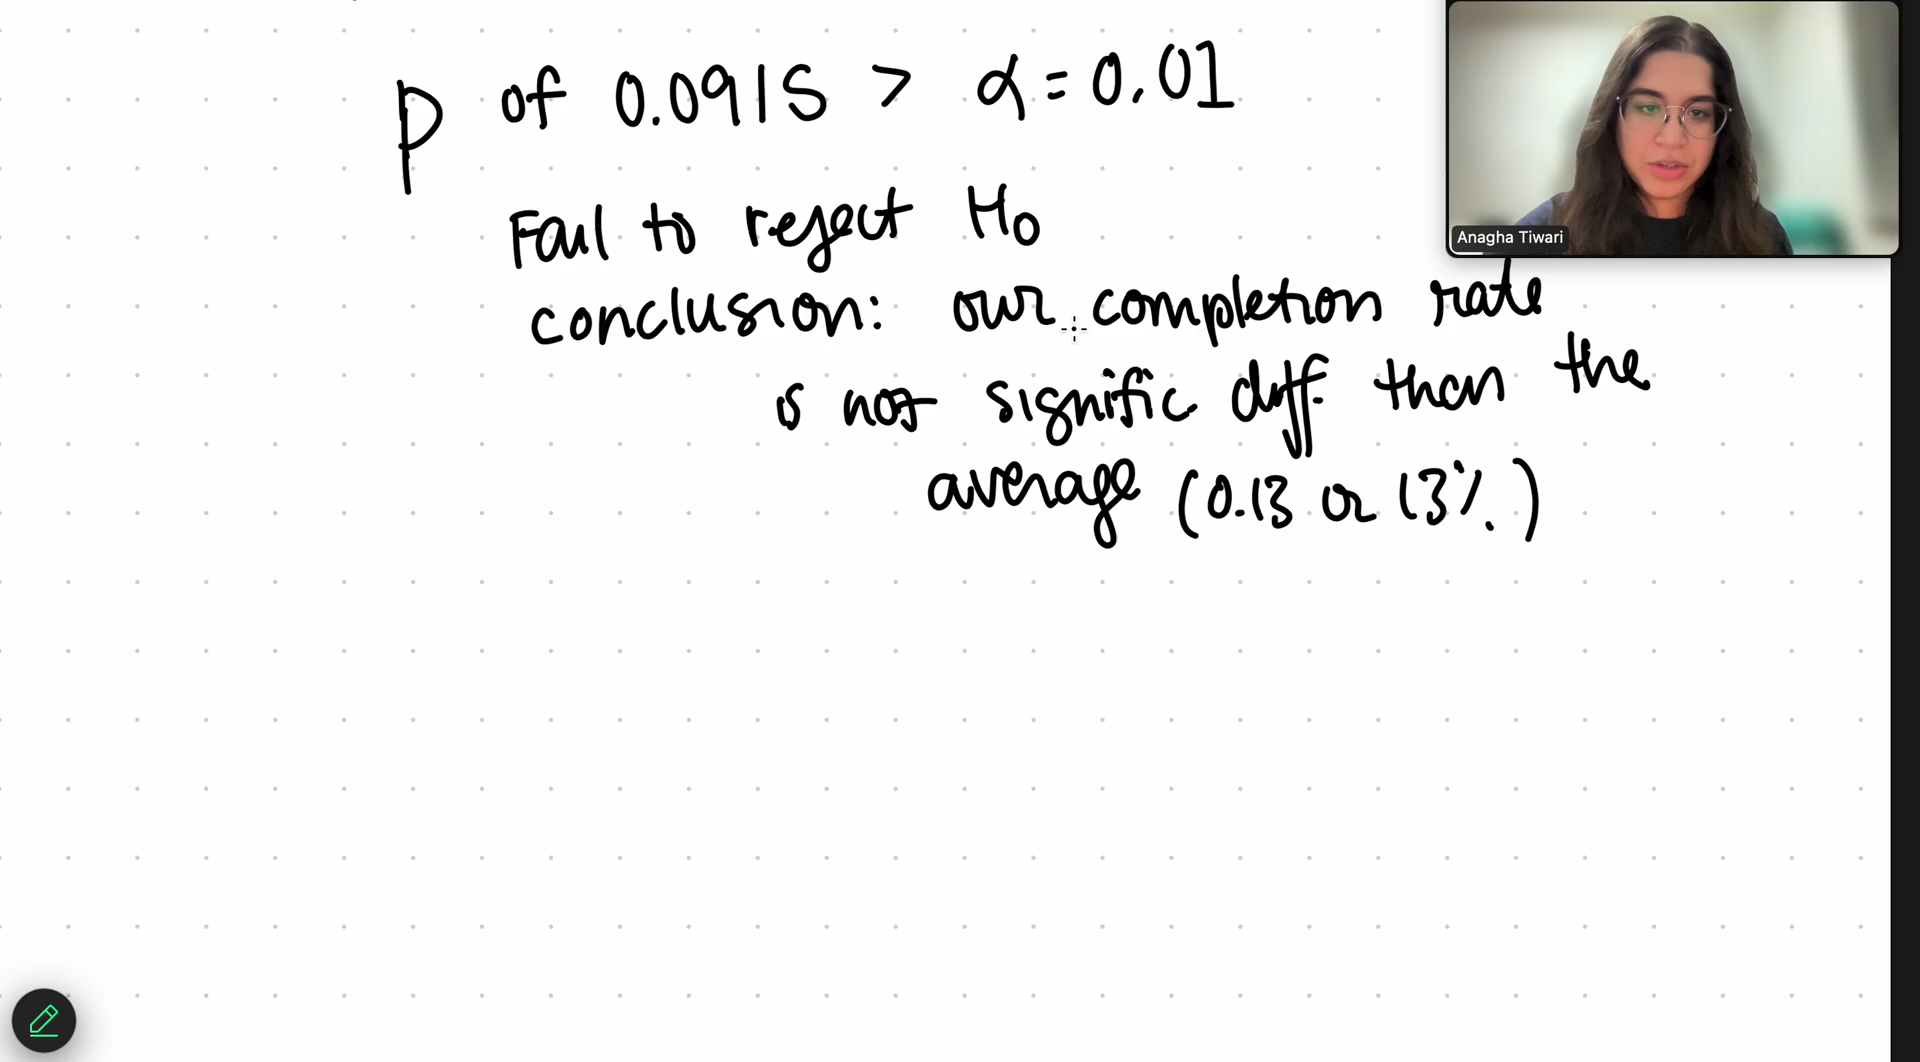 p of 0.0915 > α = 0.01
Anagha Tiwari
Fail to reject H0
conclusion: our completion rate
is not signific diff. than the
average (0.13 or 13%)